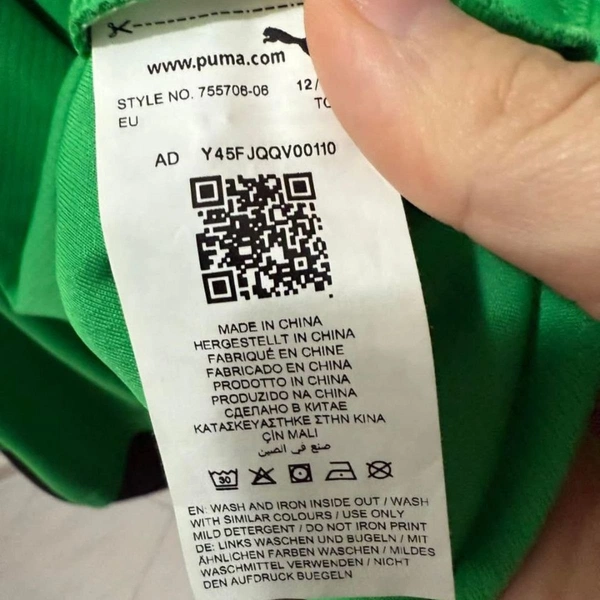 www.puma.com
STYLE NO. 755706-06 12/
EU TO
AD Y45FJQQV00110
MADE IN CHINA
HERGESTELLT IN CHINA
FABRIQUÉ EN CHINE
FABRICADO EN CHINA
PRODOTTO IN CHINA
PRODUZIDO NA CHINA
СДЕЛАНО В КИТАЕ
ΚΑΤΑΣΚΕΥΑΣΤΗΚΕ ΣΤΗΝ ΚΙΝΑ
ÇİN MALI
صنع في الصين
30
EN: WASH AND IRON INSIDE OUT / WASH
WITH SIMILAR COLOURS / USE ONLY
MILD DETERGENT / DO NOT IRON PRINT
DE: LINKS WASCHEN UND BUGELN / MIT
ÄHNLICHEN FARBEN WASCHEN / MILDES
WASCHMITTEL VERWENDEN / NICHT
DEN AUFDRUCK BUEGELN